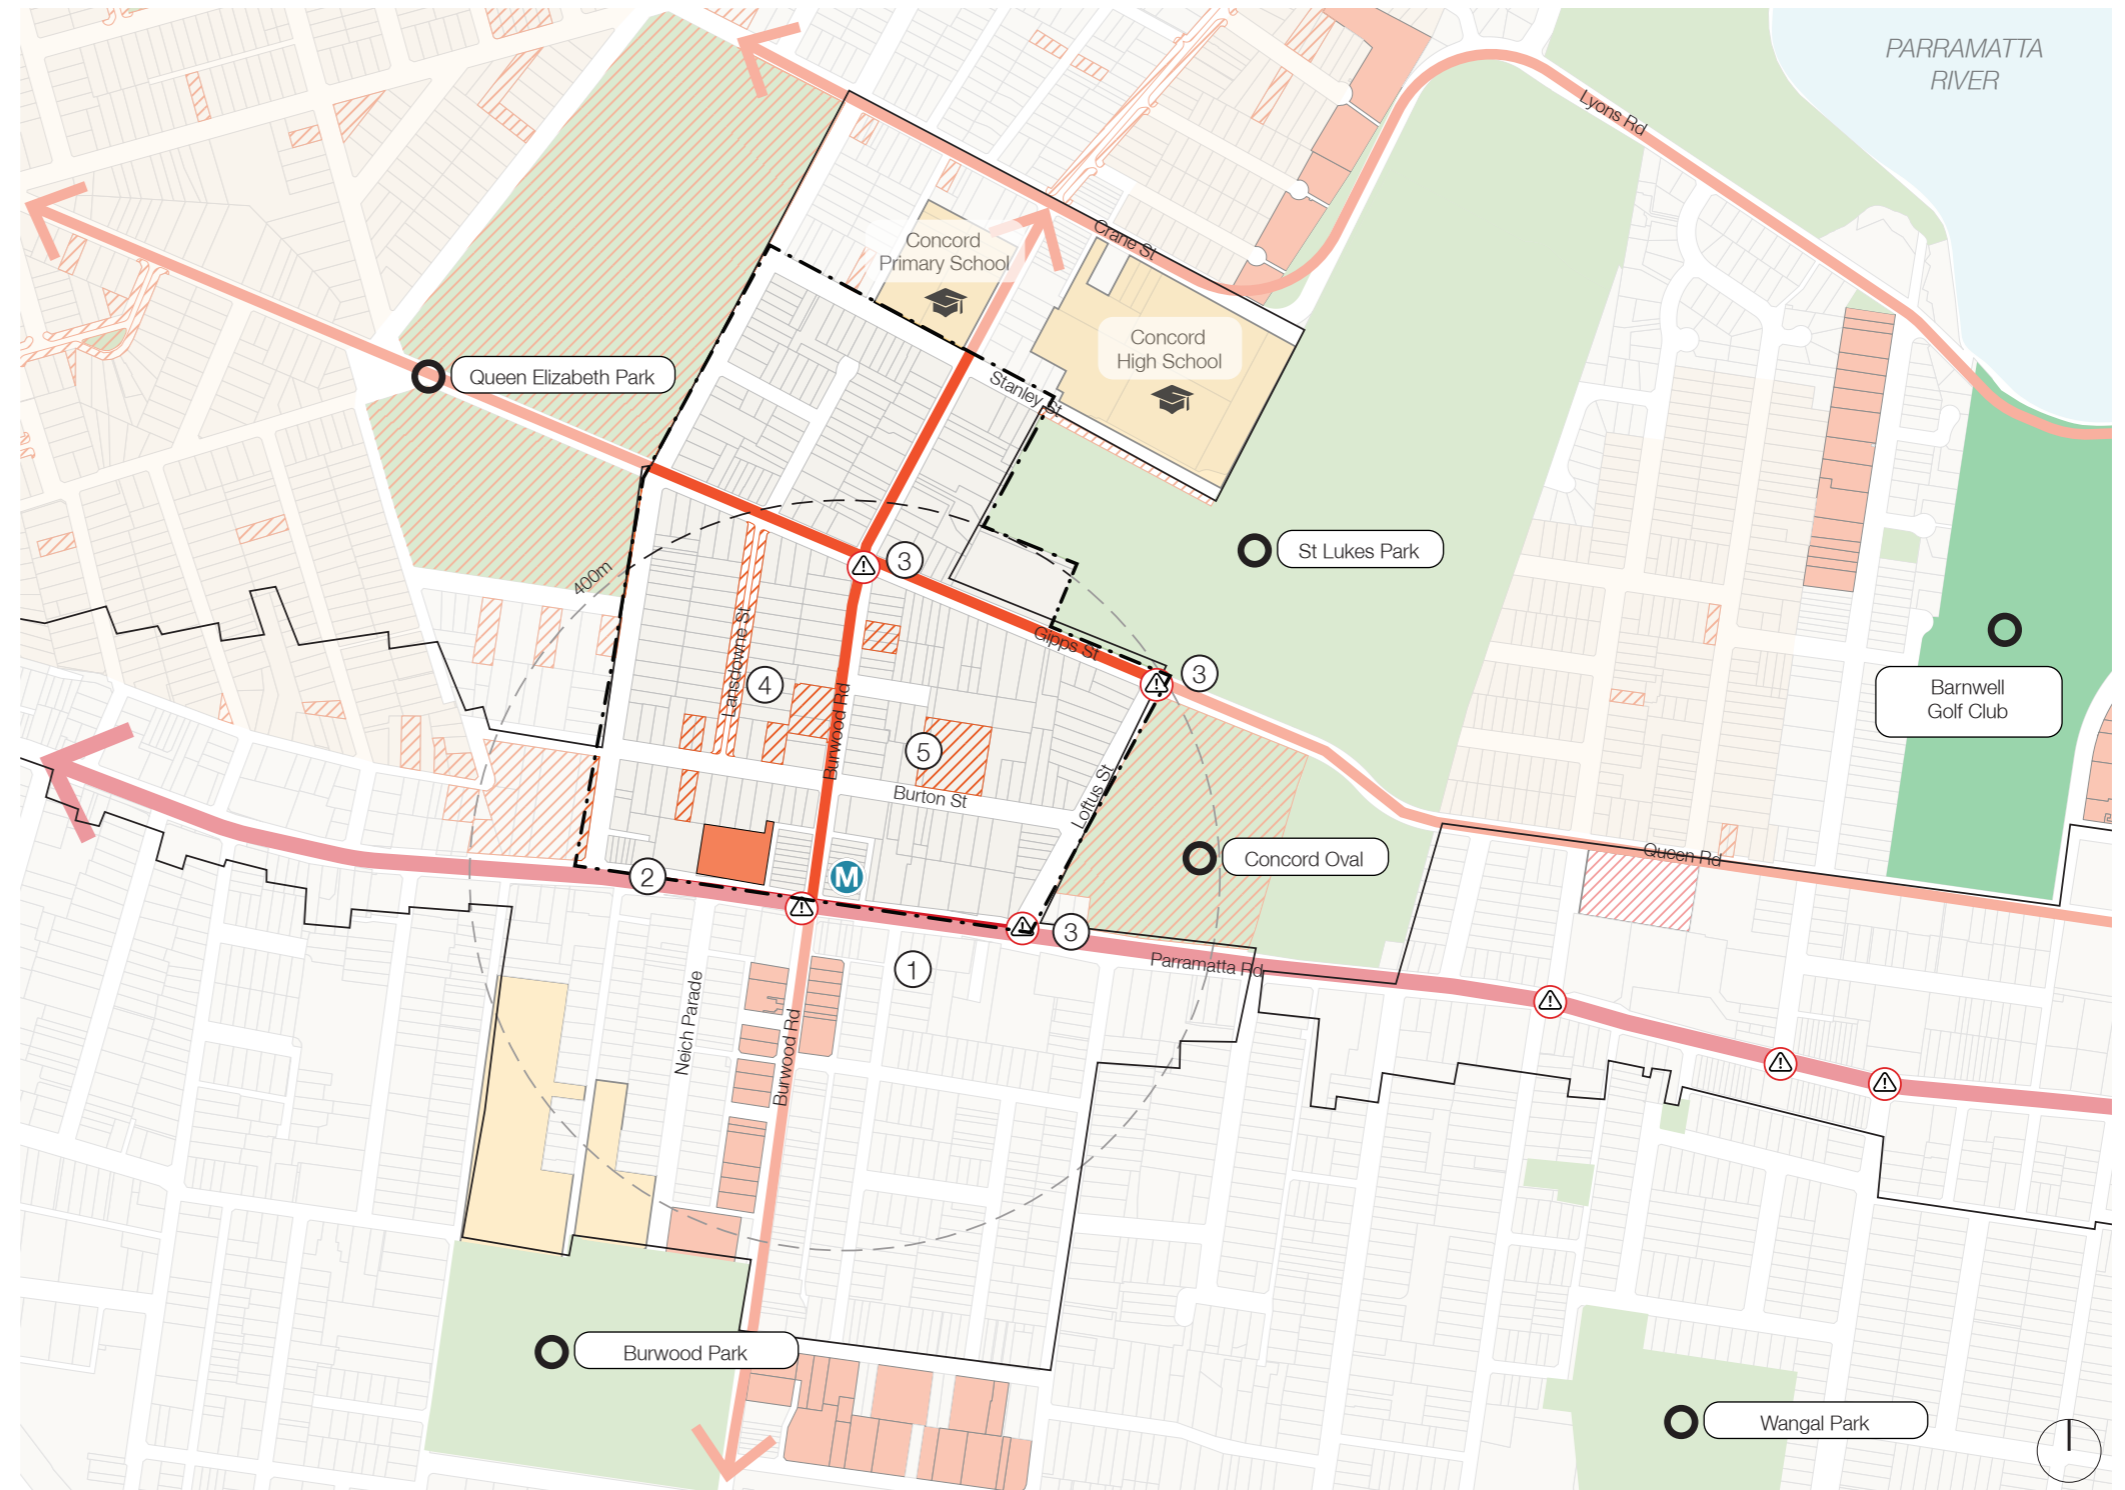 PARRAMATTA
RIVER
Lyons Rd
Crane St
Concord
Primary School
Concord
High School
Stanley St
Queen Elizabeth Park
St Lukes Park
3
400m
Lansdowne St
Gipps St
3
4
Burwood Rd
5
Barnwell
Golf Club
Burton St
Loftus St
Concord Oval
Queen Rd
2
M
3
1
Parramatta Rd
Neich Parade
Burwood Rd
Burwood Park
Wangal Park